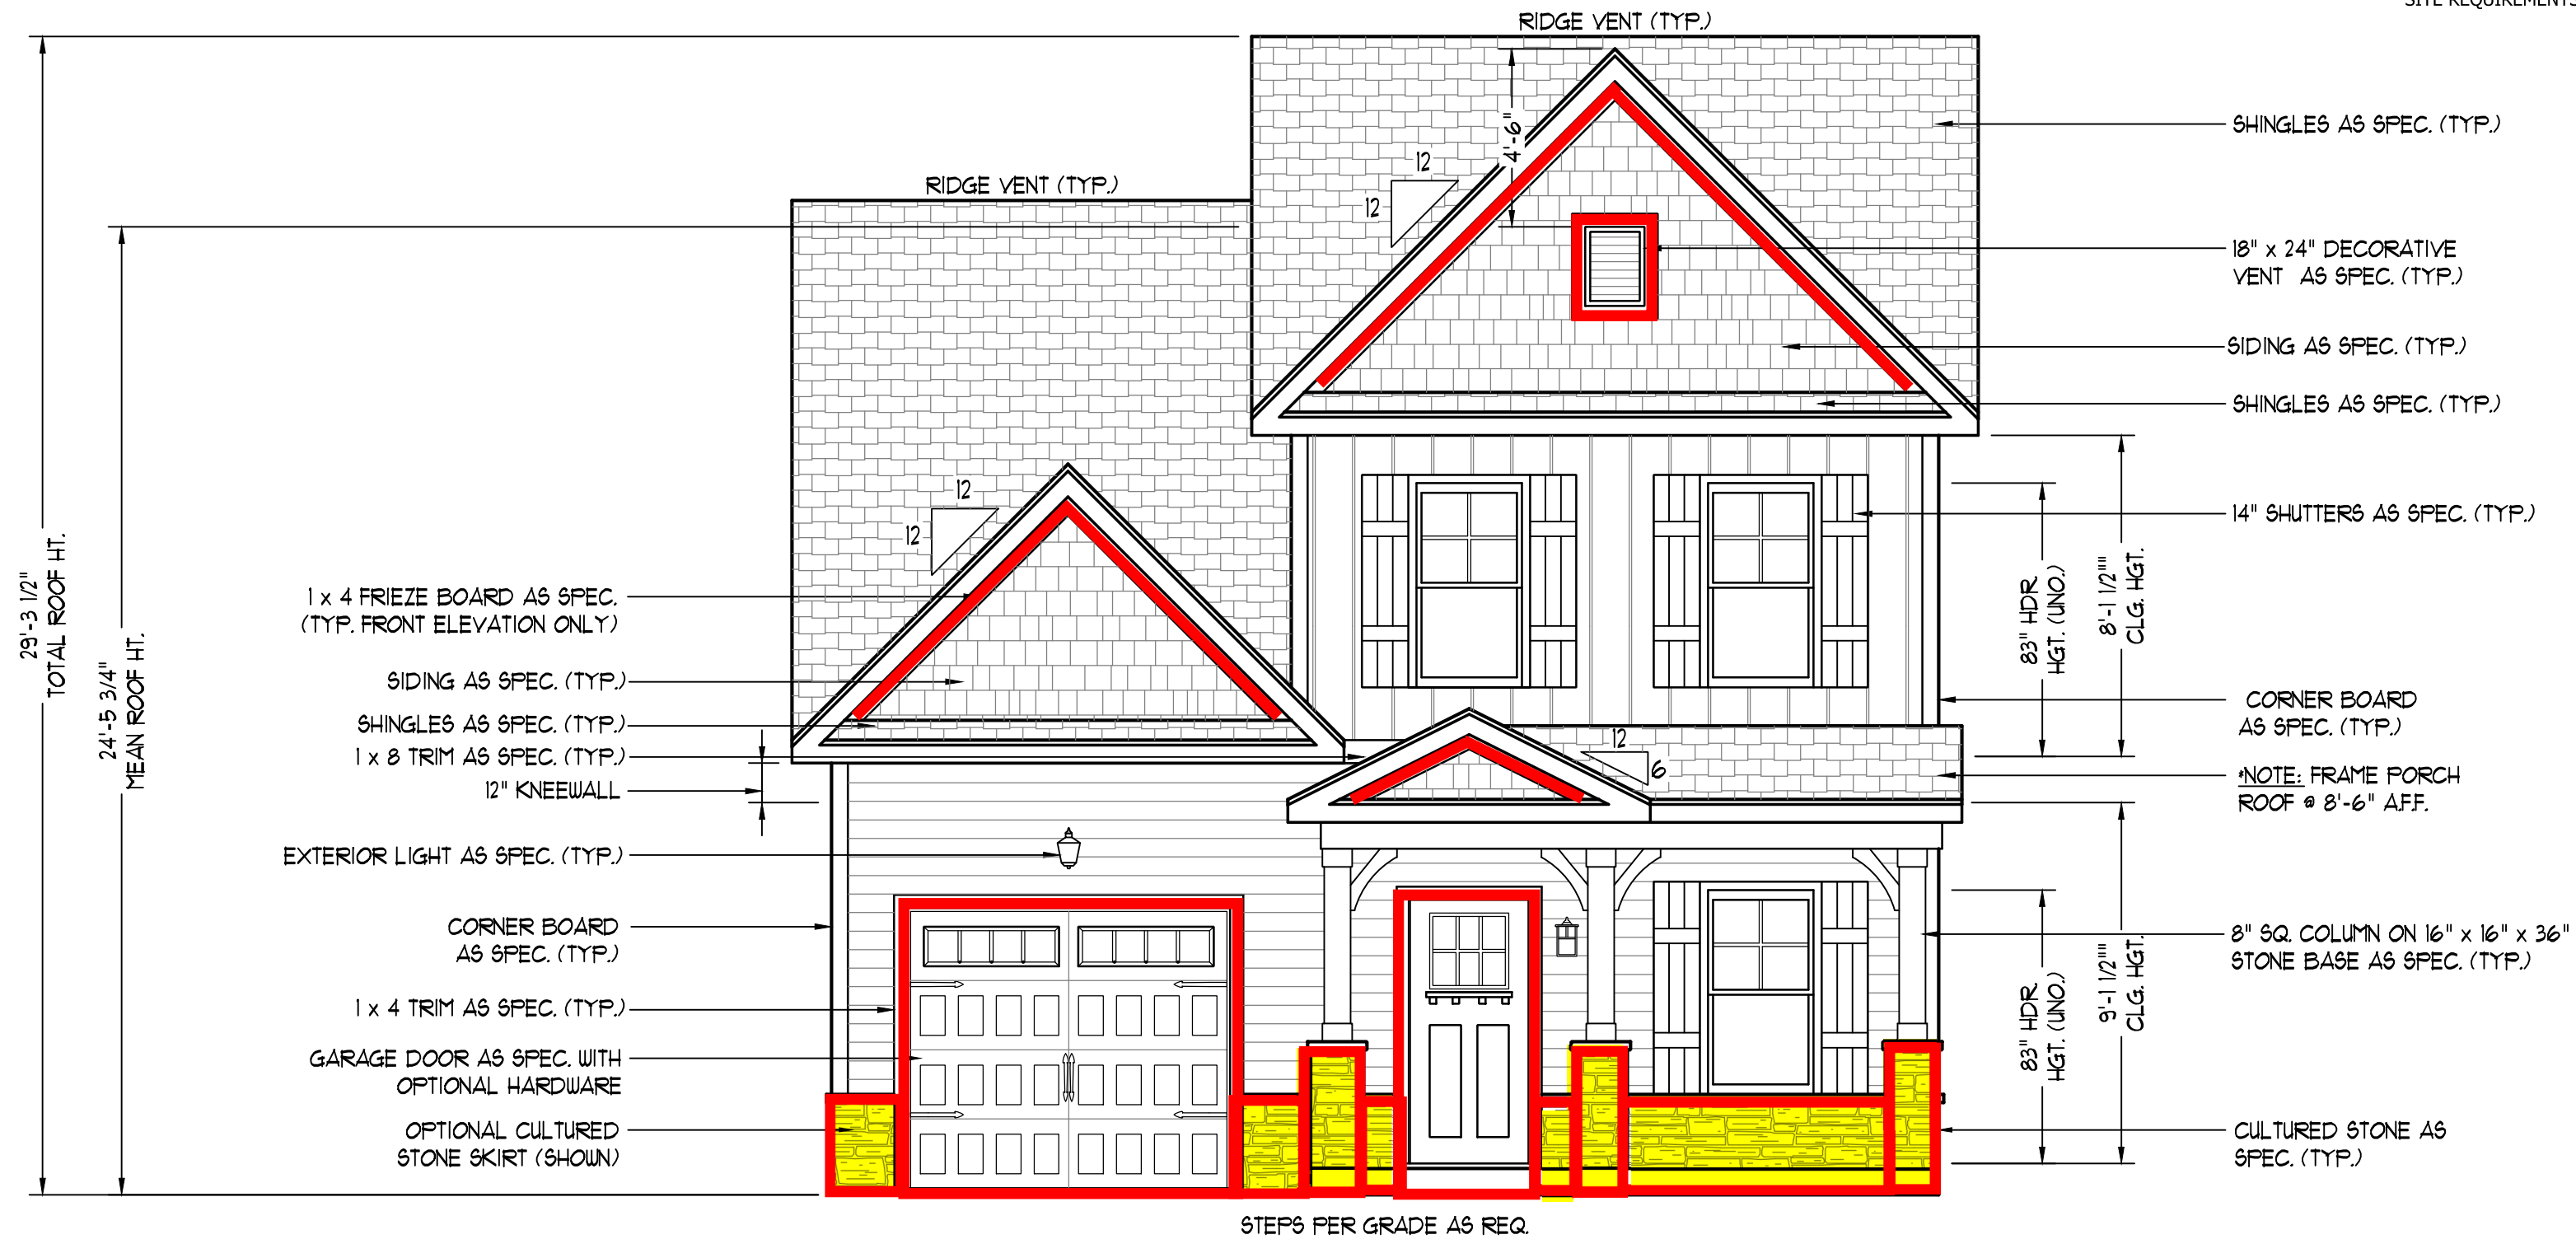 SITE REQUIREMENTS
RIDGE VENT (TYP.)
RIDGE VENT (TYP.)
4'-6"
12
12
12
12
12
6
29'-3 1/2"
TOTAL ROOF HT.
24'-5 3/4"
MEAN ROOF HT.
1 x 4 FRIEZE BOARD AS SPEC.
(TYP. FRONT ELEVATION ONLY)
SIDING AS SPEC. (TYP.)
SHINGLES AS SPEC. (TYP.)
1 x 8 TRIM AS SPEC. (TYP.)
12" KNEEWALL
EXTERIOR LIGHT AS SPEC. (TYP.)
CORNER BOARD
AS SPEC. (TYP.)
1 x 4 TRIM AS SPEC. (TYP.)
GARAGE DOOR AS SPEC. WITH
OPTIONAL HARDWARE
OPTIONAL CULTURED
STONE SKIRT (SHOWN)
SHINGLES AS SPEC. (TYP.)
18" x 24" DECORATIVE
VENT AS SPEC. (TYP.)
SIDING AS SPEC. (TYP.)
SHINGLES AS SPEC. (TYP.)
14" SHUTTERS AS SPEC. (TYP.)
83" HDR
HGT. (UNO.)
8'-1 1/2""
CLG. HGT.
CORNER BOARD
AS SPEC. (TYP.)
*NOTE: FRAME PORCH
ROOF @ 8'-6" A.F.F.
8" SQ. COLUMN ON 16" x 16" x 36"
STONE BASE AS SPEC. (TYP.)
83" HDR.
HGT. (UNO.)
9'-1 1/2""
CLG. HGT.
CULTURED STONE AS
SPEC. (TYP.)
STEPS PER GRADE AS REQ.